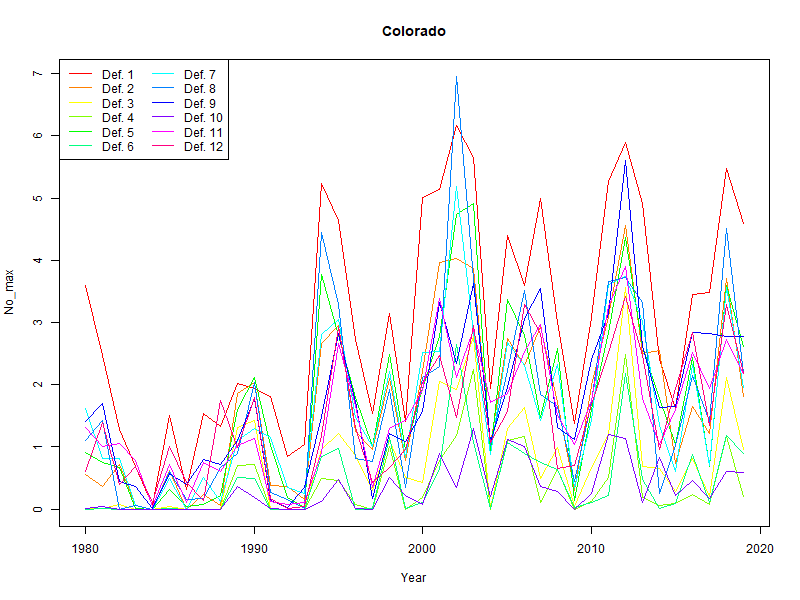 Colorado
Def. 1 Def. 7
Def. 2 Def. 8
Def. 3 Def. 9
Def. 4 Def. 10
Def. 5 Def. 11
Def. 6 Def. 12
No_max
7
6
5
4
3
2
1
0
1980 1990 2000 2010 2020
Year